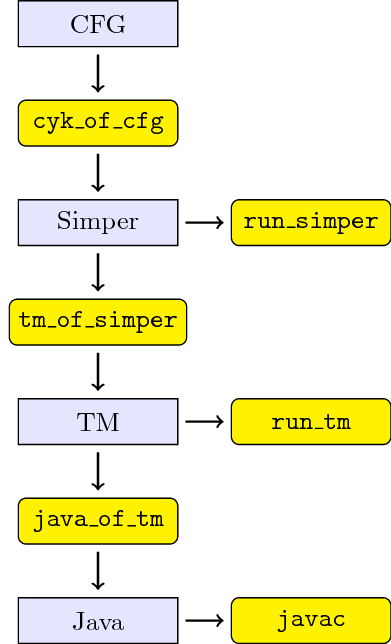 CFG
cyk_of_cfg
Simper
run_simper
tm_of_simper
TM
run_tm
java_of_tm
Java
javac